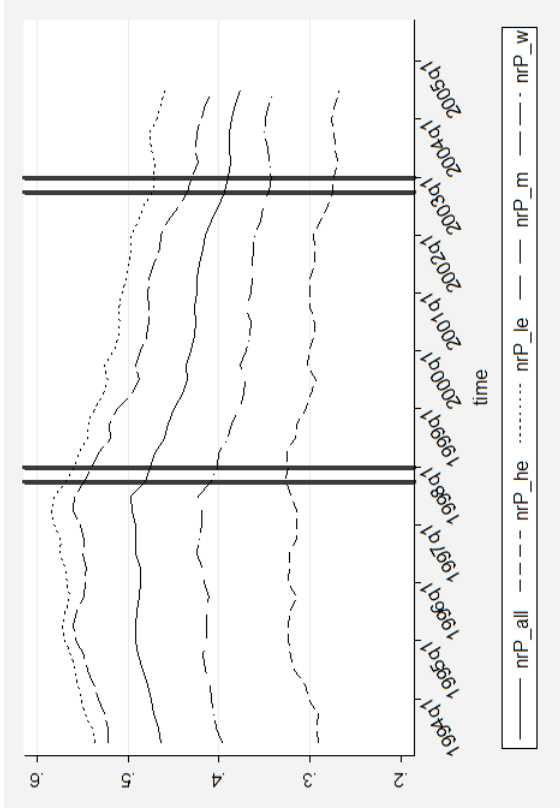 .6
.5
.4
.3
.2
1994q1
1995q1
1996q1
1997q1
1998q1
1999q1
2000q1
2001q1
2002q1
2003q1
2004q1
2005q1
time
nrP_all nrP_he nrP_le nrP_m nrP_w